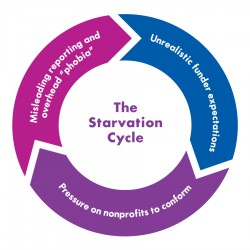 The
Starvation
Cycle
Unrealistic funder
expectations
Pressure on nonprofits to conform
Misleading reporting and
overhead "phobia"